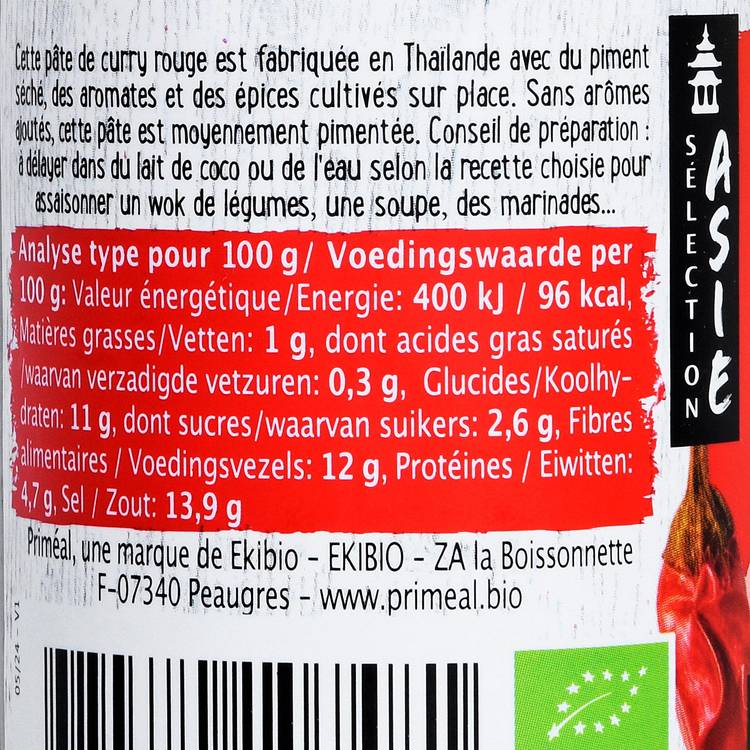 Cette pâte de curry rouge est fabriquée en Thaïlande avec du piment
séché, des aromates et des épices cultivés sur place. Sans arômes
ajoutés, cette pâte est moyennement pimentée. Conseil de préparation :
à délayer dans du lait de coco ou de l'eau selon la recette choisie pour
assaisonner un wok de légumes, une soupe, des marinades...
Analyse type pour 100 g/ Voedingswaarde per
100 g: Valeur énergétique/Energie: 400 kJ / 96 kcal,
Matières grasses/Vetten: 1 g, dont acides gras saturés
/waarvan verzadigde vetzuren: 0,3 g, Glucides/Koolhy-
draten: 11 g, dont sucres/waarvan suikers: 2,6 g, Fibres
alimentaires / Voedingsvezels: 12 g, Protéines / Eiwitten:
4,7 g, Sel / Zout: 13,9 g
Priméal, une marque de Ekibio - EKIBIO - ZA la Boissonnette
F-07340 Peaugres - www.primeal.bio
05/24 - V1
SÉLECTION
ASIE